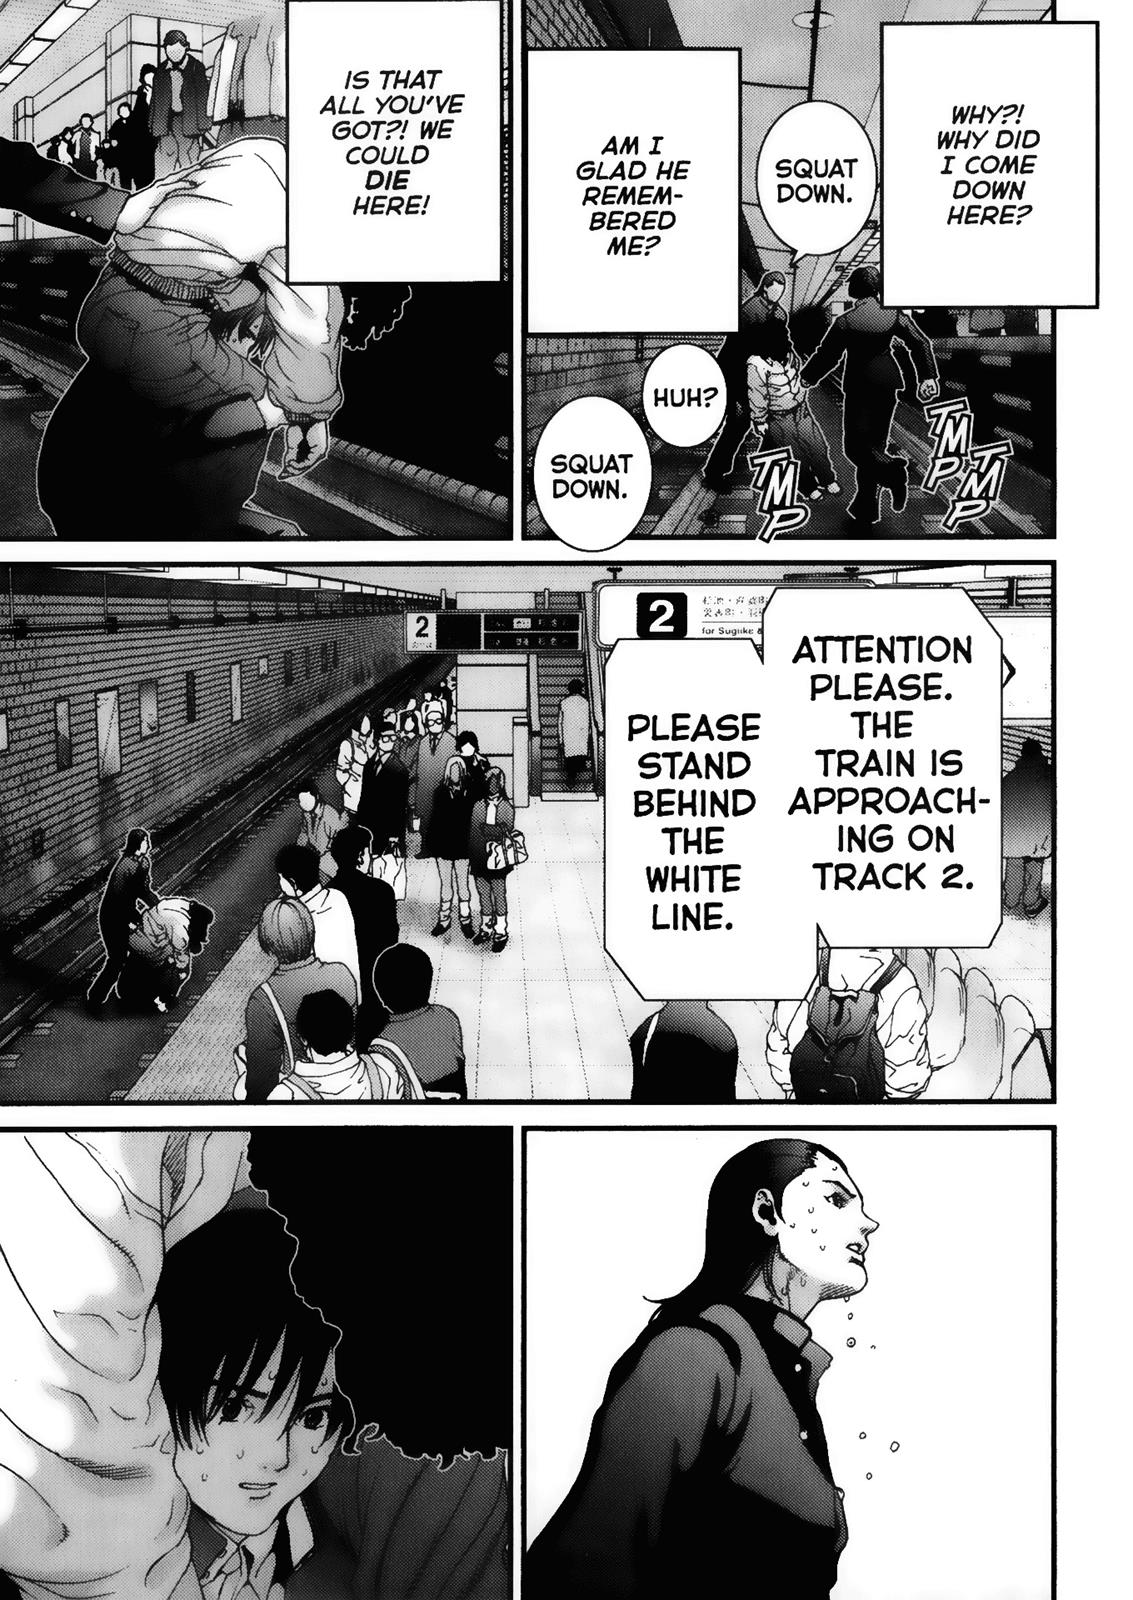 WHY?!
WHY DID
I COME
DOWN
HERE?
SQUAT
DOWN.
AM I
GLAD HE
REMEM-
BERED
ME?
HUH?
SQUAT
DOWN.
TMP
TMP
TMP
IS THAT
ALL YOU'VE
GOT?! WE
COULD
DIE
HERE!
2
2
for Sugiike &
ATTENTION
PLEASE.
THE
TRAIN IS
APPROACH-
ING ON
TRACK 2.
PLEASE
STAND
BEHIND
THE
WHITE
LINE.